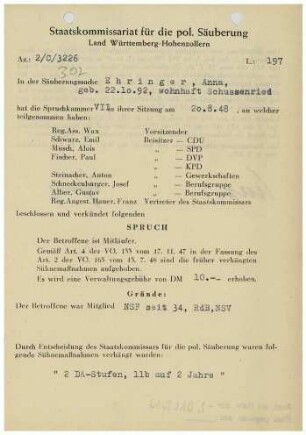 Staatskommissariat für die pol. Säuberung
Land Württemberg-Hohenzollern
Az.: 2/0/3226 L.: 197
302
In der Säuberungssache Ehringer, Anna,
geb. 22.10.92, wohnhaft Schussenried
hat die Spruchkammer VII in ihrer Sitzung am 20.8.48, an welcher
teilgenommen haben:
Reg.Ass. Wax Vorsitzender
Schwarz, Emil Beisitzer – CDU
Munsch, Alois „ – SPD
Fischer, Paul „ – DVP
„ – KPD
Steinacher, Anton „ – Gewerkschaften
Schneckenburger, Josef „ – Berufsgruppe
Alber, Gustav „ – Berufsgruppe
Reg.Angest. Hauer, Franz Vertreter des Staatskommissars
beschlossen und verkündet folgenden
SPRUCH
Der Betroffene ist Mitläufer.
Gemäß Art. 4 der VO. 133 vom 17. 11. 47 in der Fassung des
Art. 2 der VO. 165 vom 13. 7. 48 sind die früher verhängten
Sühnemaßnahmen aufgehoben.
Es wird eine Verwaltungsgebühr von DM 10.-- erhoben.
Gründe:
Der Betroffene war Mitglied NSF seit 34, RdB, NSV
Durch Entscheidung des Staatskommissars für die pol. Säuberung waren folgende
Sühnemaßnahmen verhängt worden:
" 2 DA-Stufen, 11b auf 2 Jahre "